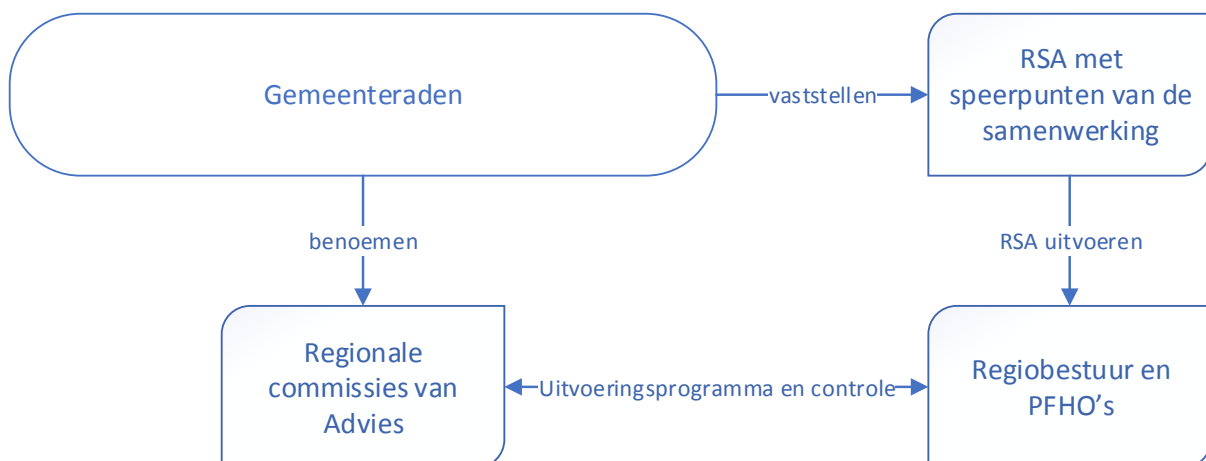 Gemeenteraden
vaststellen
RSA met
speerpunten van de
samenwerking
benoemen
RSA uitvoeren
Regionale
commissies van
Advies
Uitvoeringsprogramma en controle
Regiobestuur en
PFHO’s